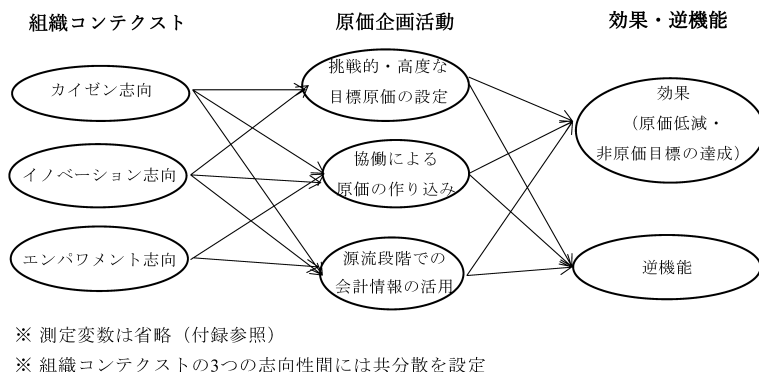 組織コンテクスト
原価企画活動
効果・逆機能
カイゼン志向
イノベーション志向
エンパワメント志向
挑戦的・高度な
目標原価の設定
協働による
原価の作り込み
源流段階での
会計情報の活用
効果
（原価低減・
非原価目標の達成）
逆機能
※ 測定変数は省略（付録参照）
※ 組織コンテクストの3つの志向性間には共分散を設定